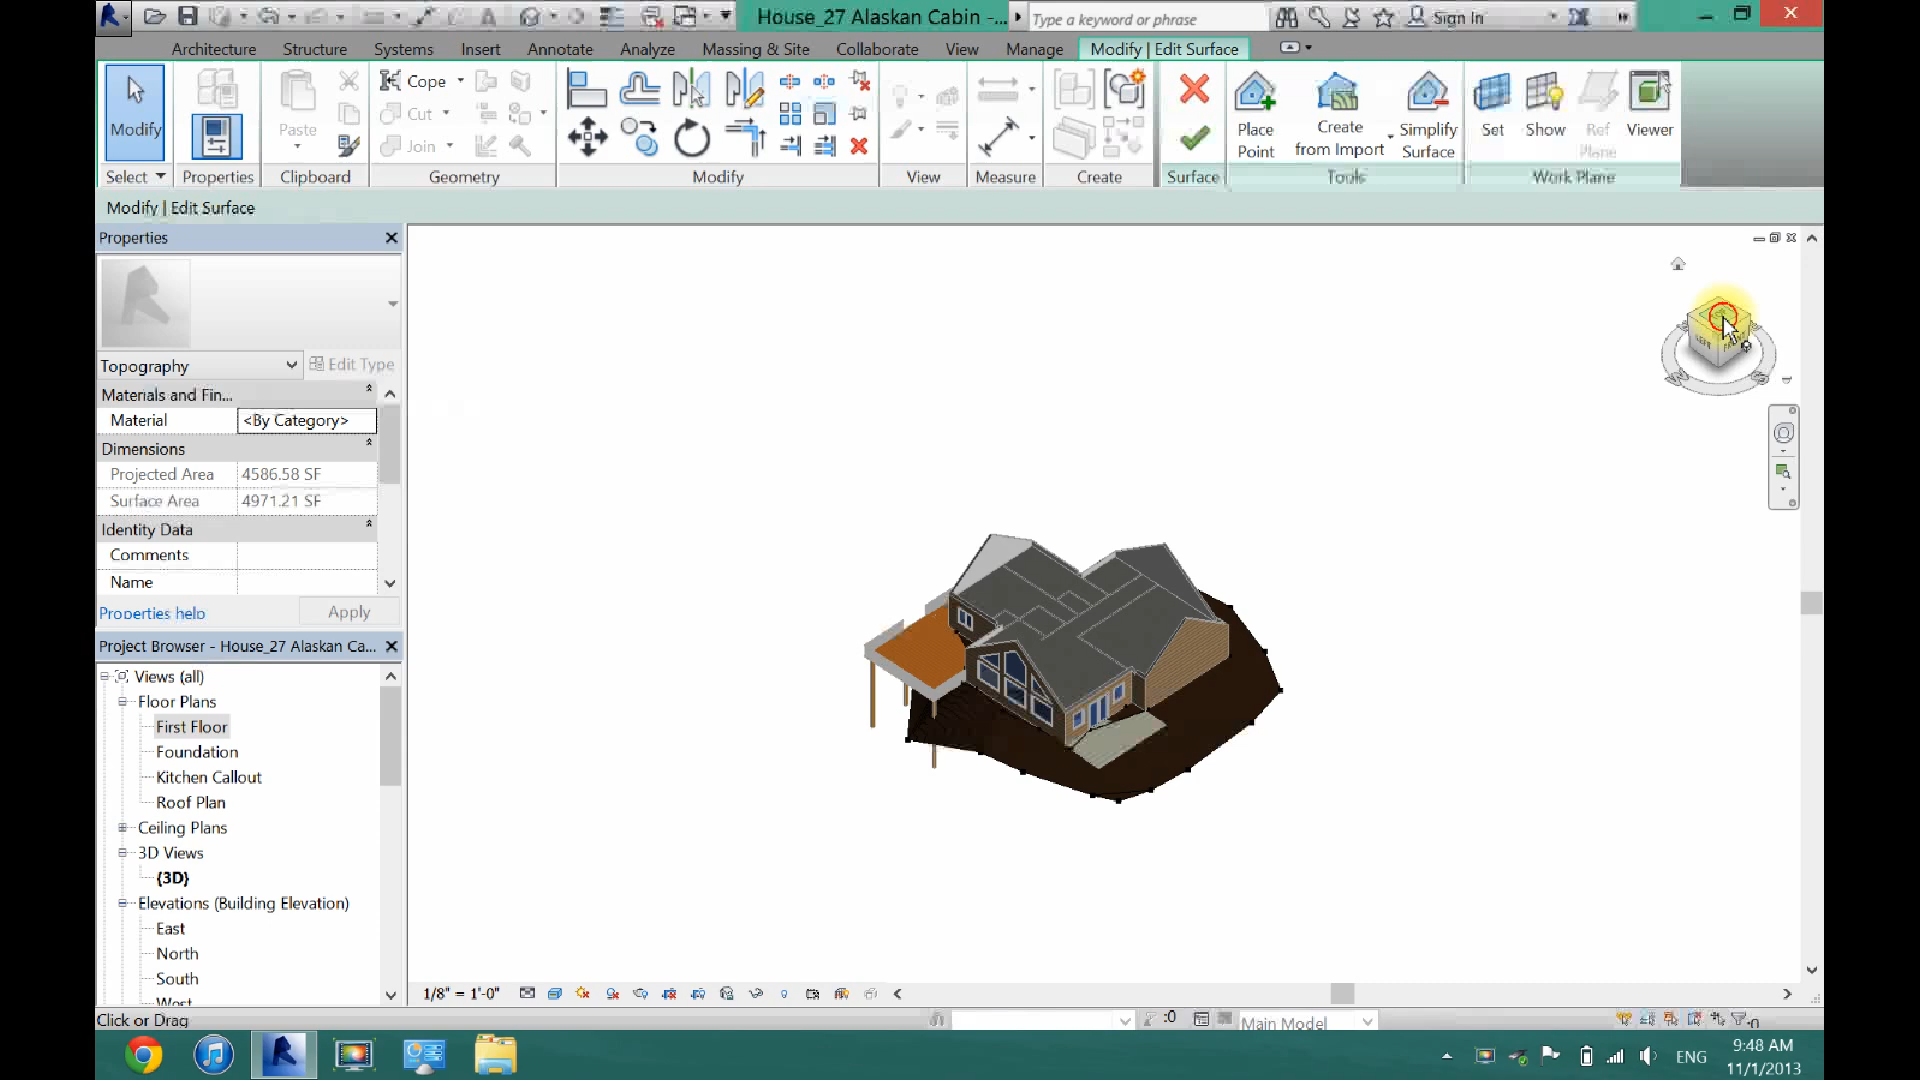 House_27 Alaskan Cabin -...
Type a keyword or phrase
Sign In
Architecture Structure Systems Insert Annotate Analyze Massing & Site Collaborate View Manage Modify | Edit Surface
Modify
Paste
Cope
Cut
Join
Place Point
Create from Import
Simplify Surface
Set
Show
Ref Plane
Viewer
Select Properties Clipboard Geometry Modify View Measure Create Surface Tools Work Plane
Modify | Edit Surface
Properties
Topography
Edit Type
Materials and Fin...
Material <By Category>
Dimensions
Projected Area 4586.58 SF
Surface Area 4971.21 SF
Identity Data
Comments
Name
Properties help
Apply
Project Browser - House_27 Alaskan Ca...
Views (all)
Floor Plans
First Floor
Foundation
Kitchen Callout
Roof Plan
Ceiling Plans
3D Views
{3D}
Elevations (Building Elevation)
East
North
South
West
1/8" = 1'-0"
Click or Drag
:0
Main Model
:0
ENG
9:48 AM
11/1/2013